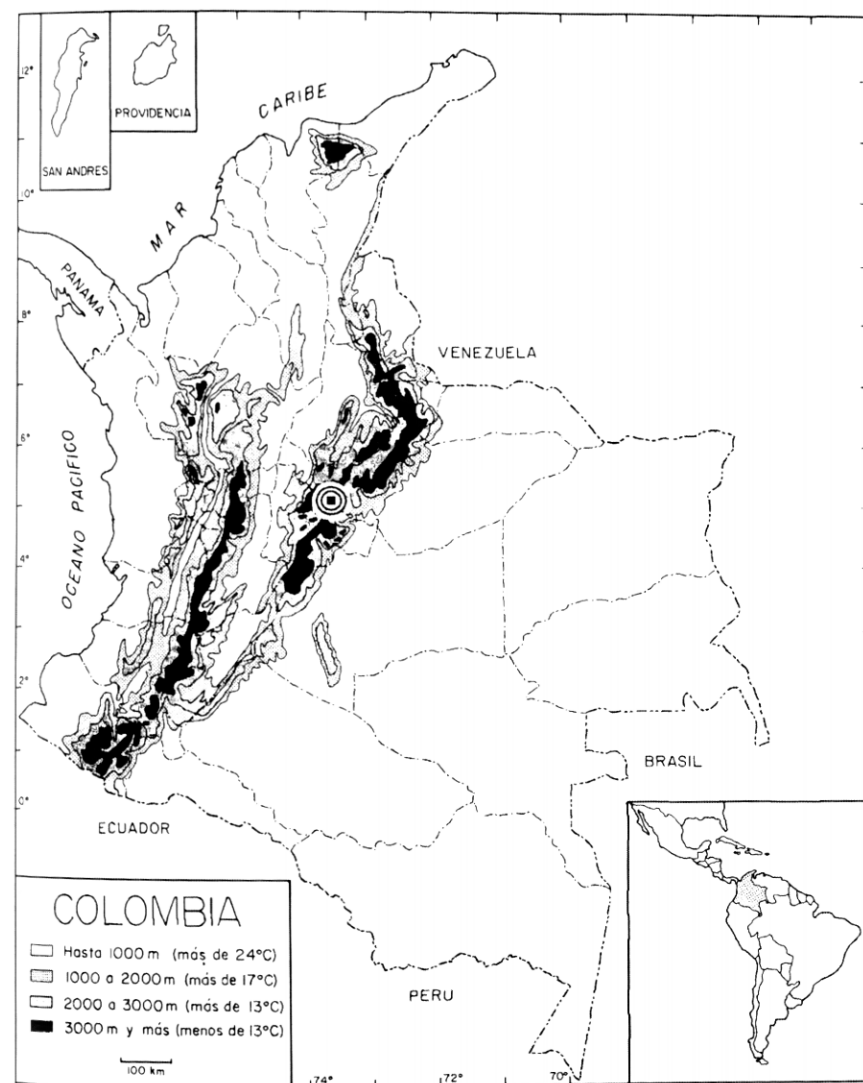 SAN ANDRES
PROVIDENCIA
MAR CARIBE
12°
10°
8°
6°
4°
2°
0°
PANAMA
VENEZUELA
OCEANO PACIFICO
BRASIL
ECUADOR
PERU
COLOMBIA
Hasta 1000 m (más de 24°C)
1000 a 2000 m (más de 17°C)
2000 a 3000 m (más de 13°C)
3000 m y más (menos de 13°C)
100 km
74°
72°
70°